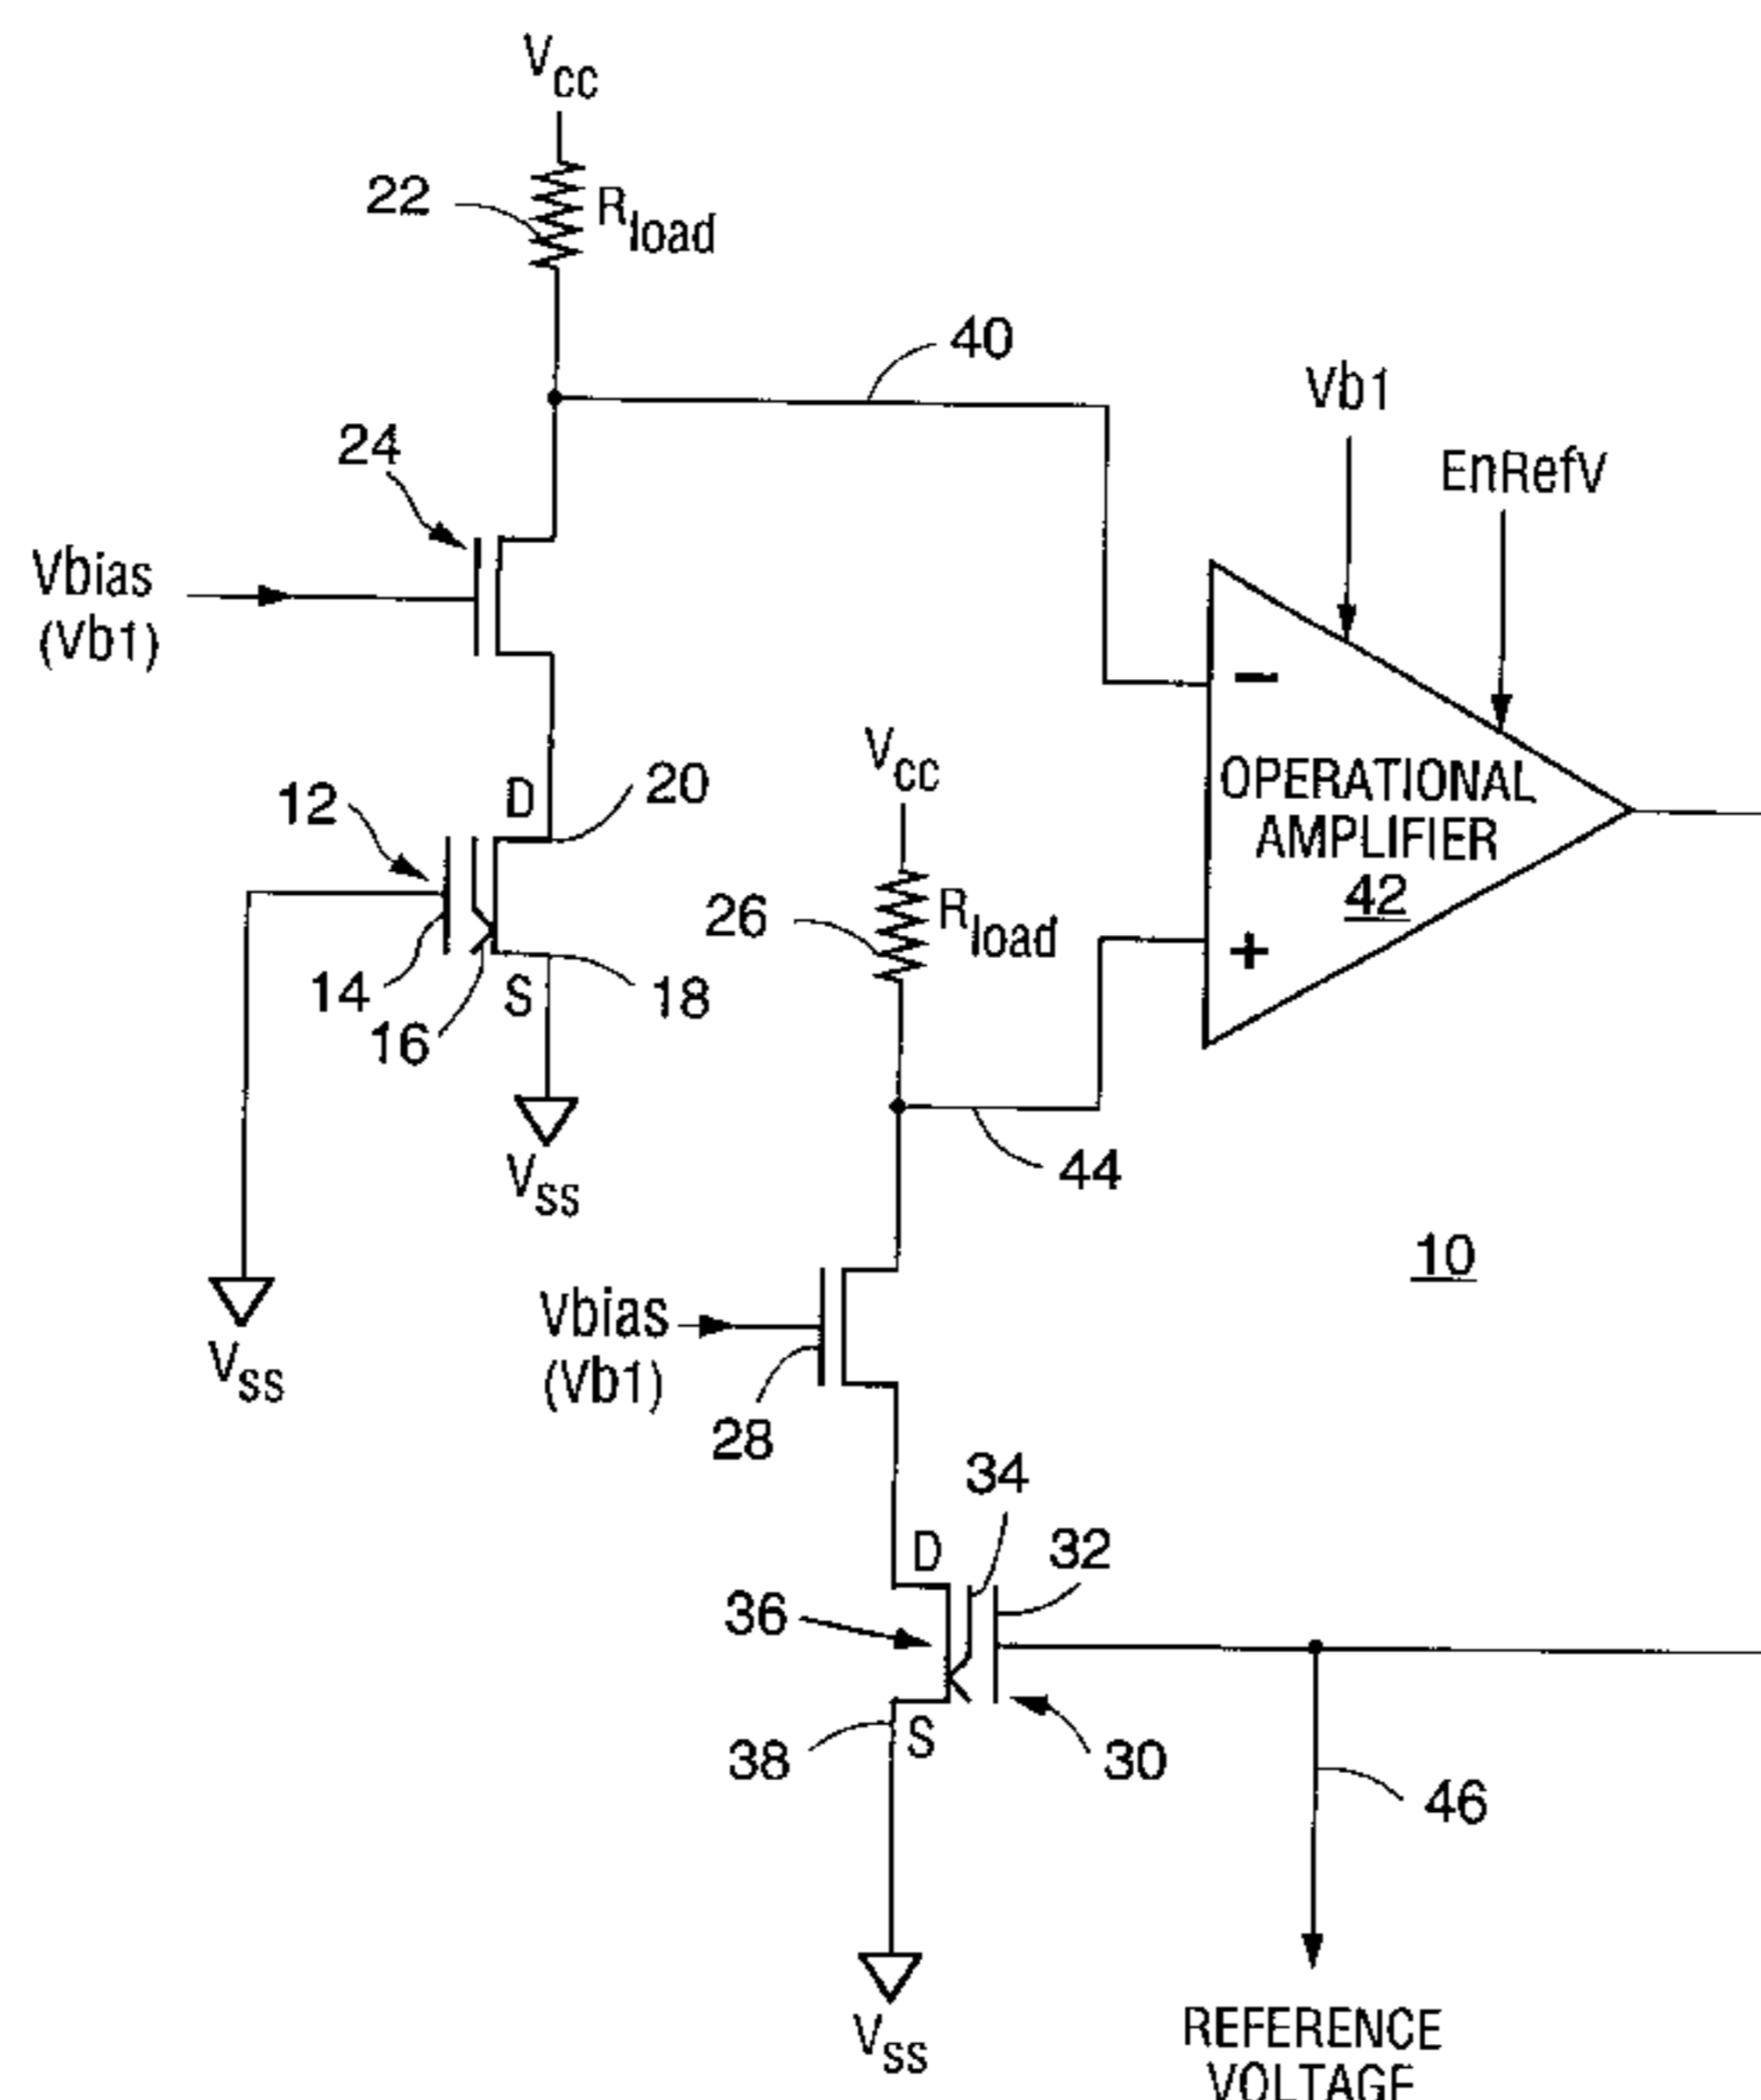 Vcc
22
Rload
40
Vb1
24
EnRefV
Vbias
(Vb1)
Vcc
D
20
12
OPERATIONAL
AMPLIFIER
42
-
+
26
Rload
14
16
S
18
Vss
44
10
Vss
Vbias
(Vb1)
28
34
D
32
36
S
38
30
46
Vss
REFERENCE
VOLTAGE